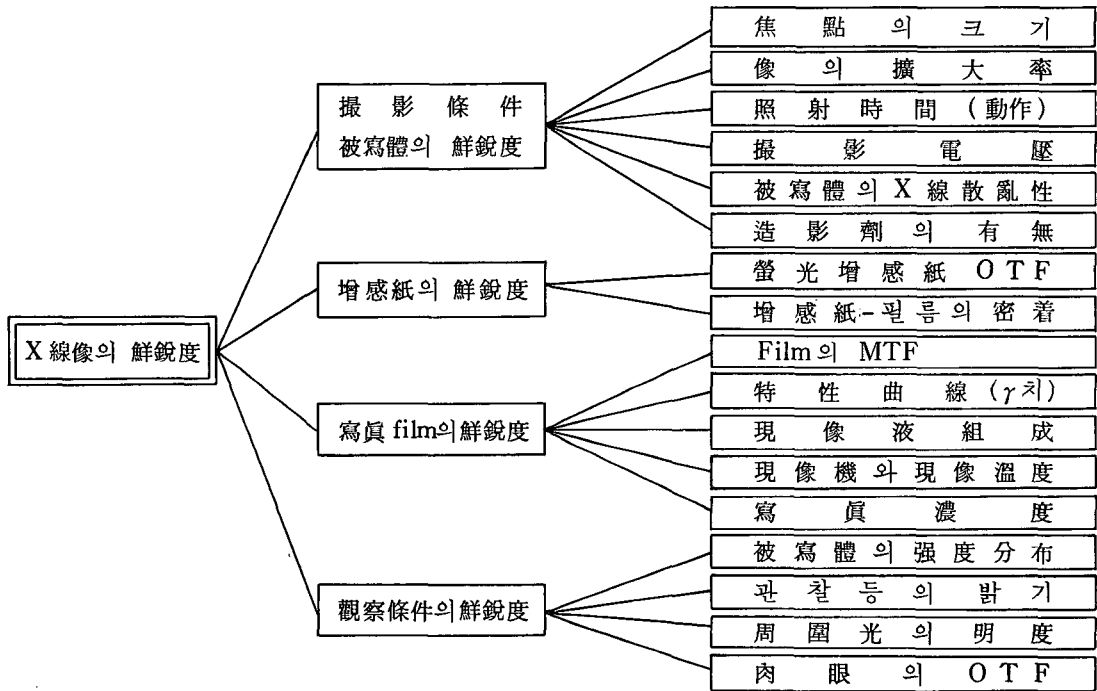 X線像의 鮮銳度
撮影條件
被寫體의 鮮銳度
焦點의 크기
像의 擴大率
照射時間(動作)
撮影電壓
被寫體의 X線散亂性
造影劑의 有無
增感紙의 鮮銳度
螢光增感紙 OTF
增感紙-필름의 密着
寫眞film의鮮銳度
Film의 MTF
特性曲線(γ치)
現像液組成
現像機와 現像溫度
寫眞濃度
觀察條件의鮮銳度
被寫體의 强度分布
관찰등의 밝기
周圍光의 明度
肉眼의 OTF